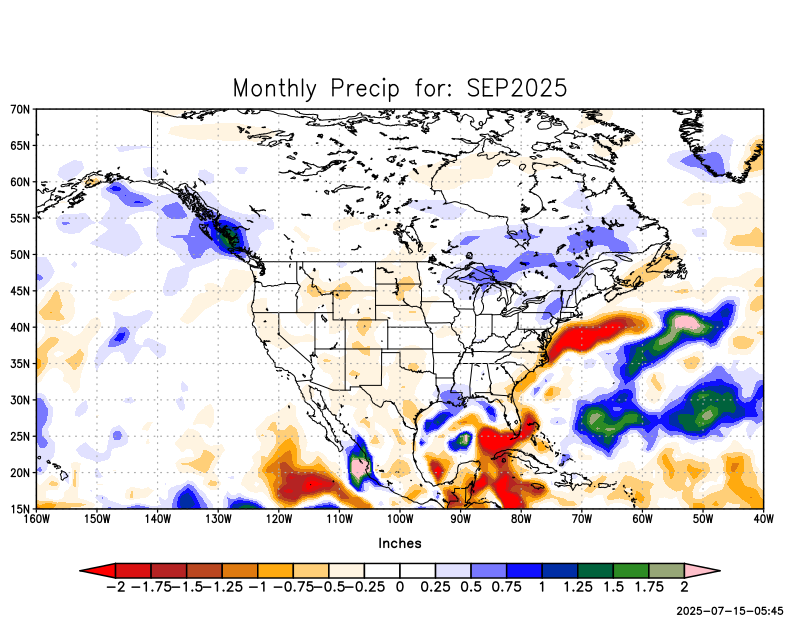 Monthly Precip for: SEP2025
70N
65N
60N
55N
50N
45N
40N
35N
30N
25N
20N
15N
160W 150W 140W 130W 120W 110W 100W 90W 80W 70W 60W 50W 40W
Inches
-2 -1.75 -1.5 -1.25 -1 -0.75 -0.5 -0.25 0 0.25 0.5 0.75 1 1.25 1.5 1.75 2
2025-07-15-05:45